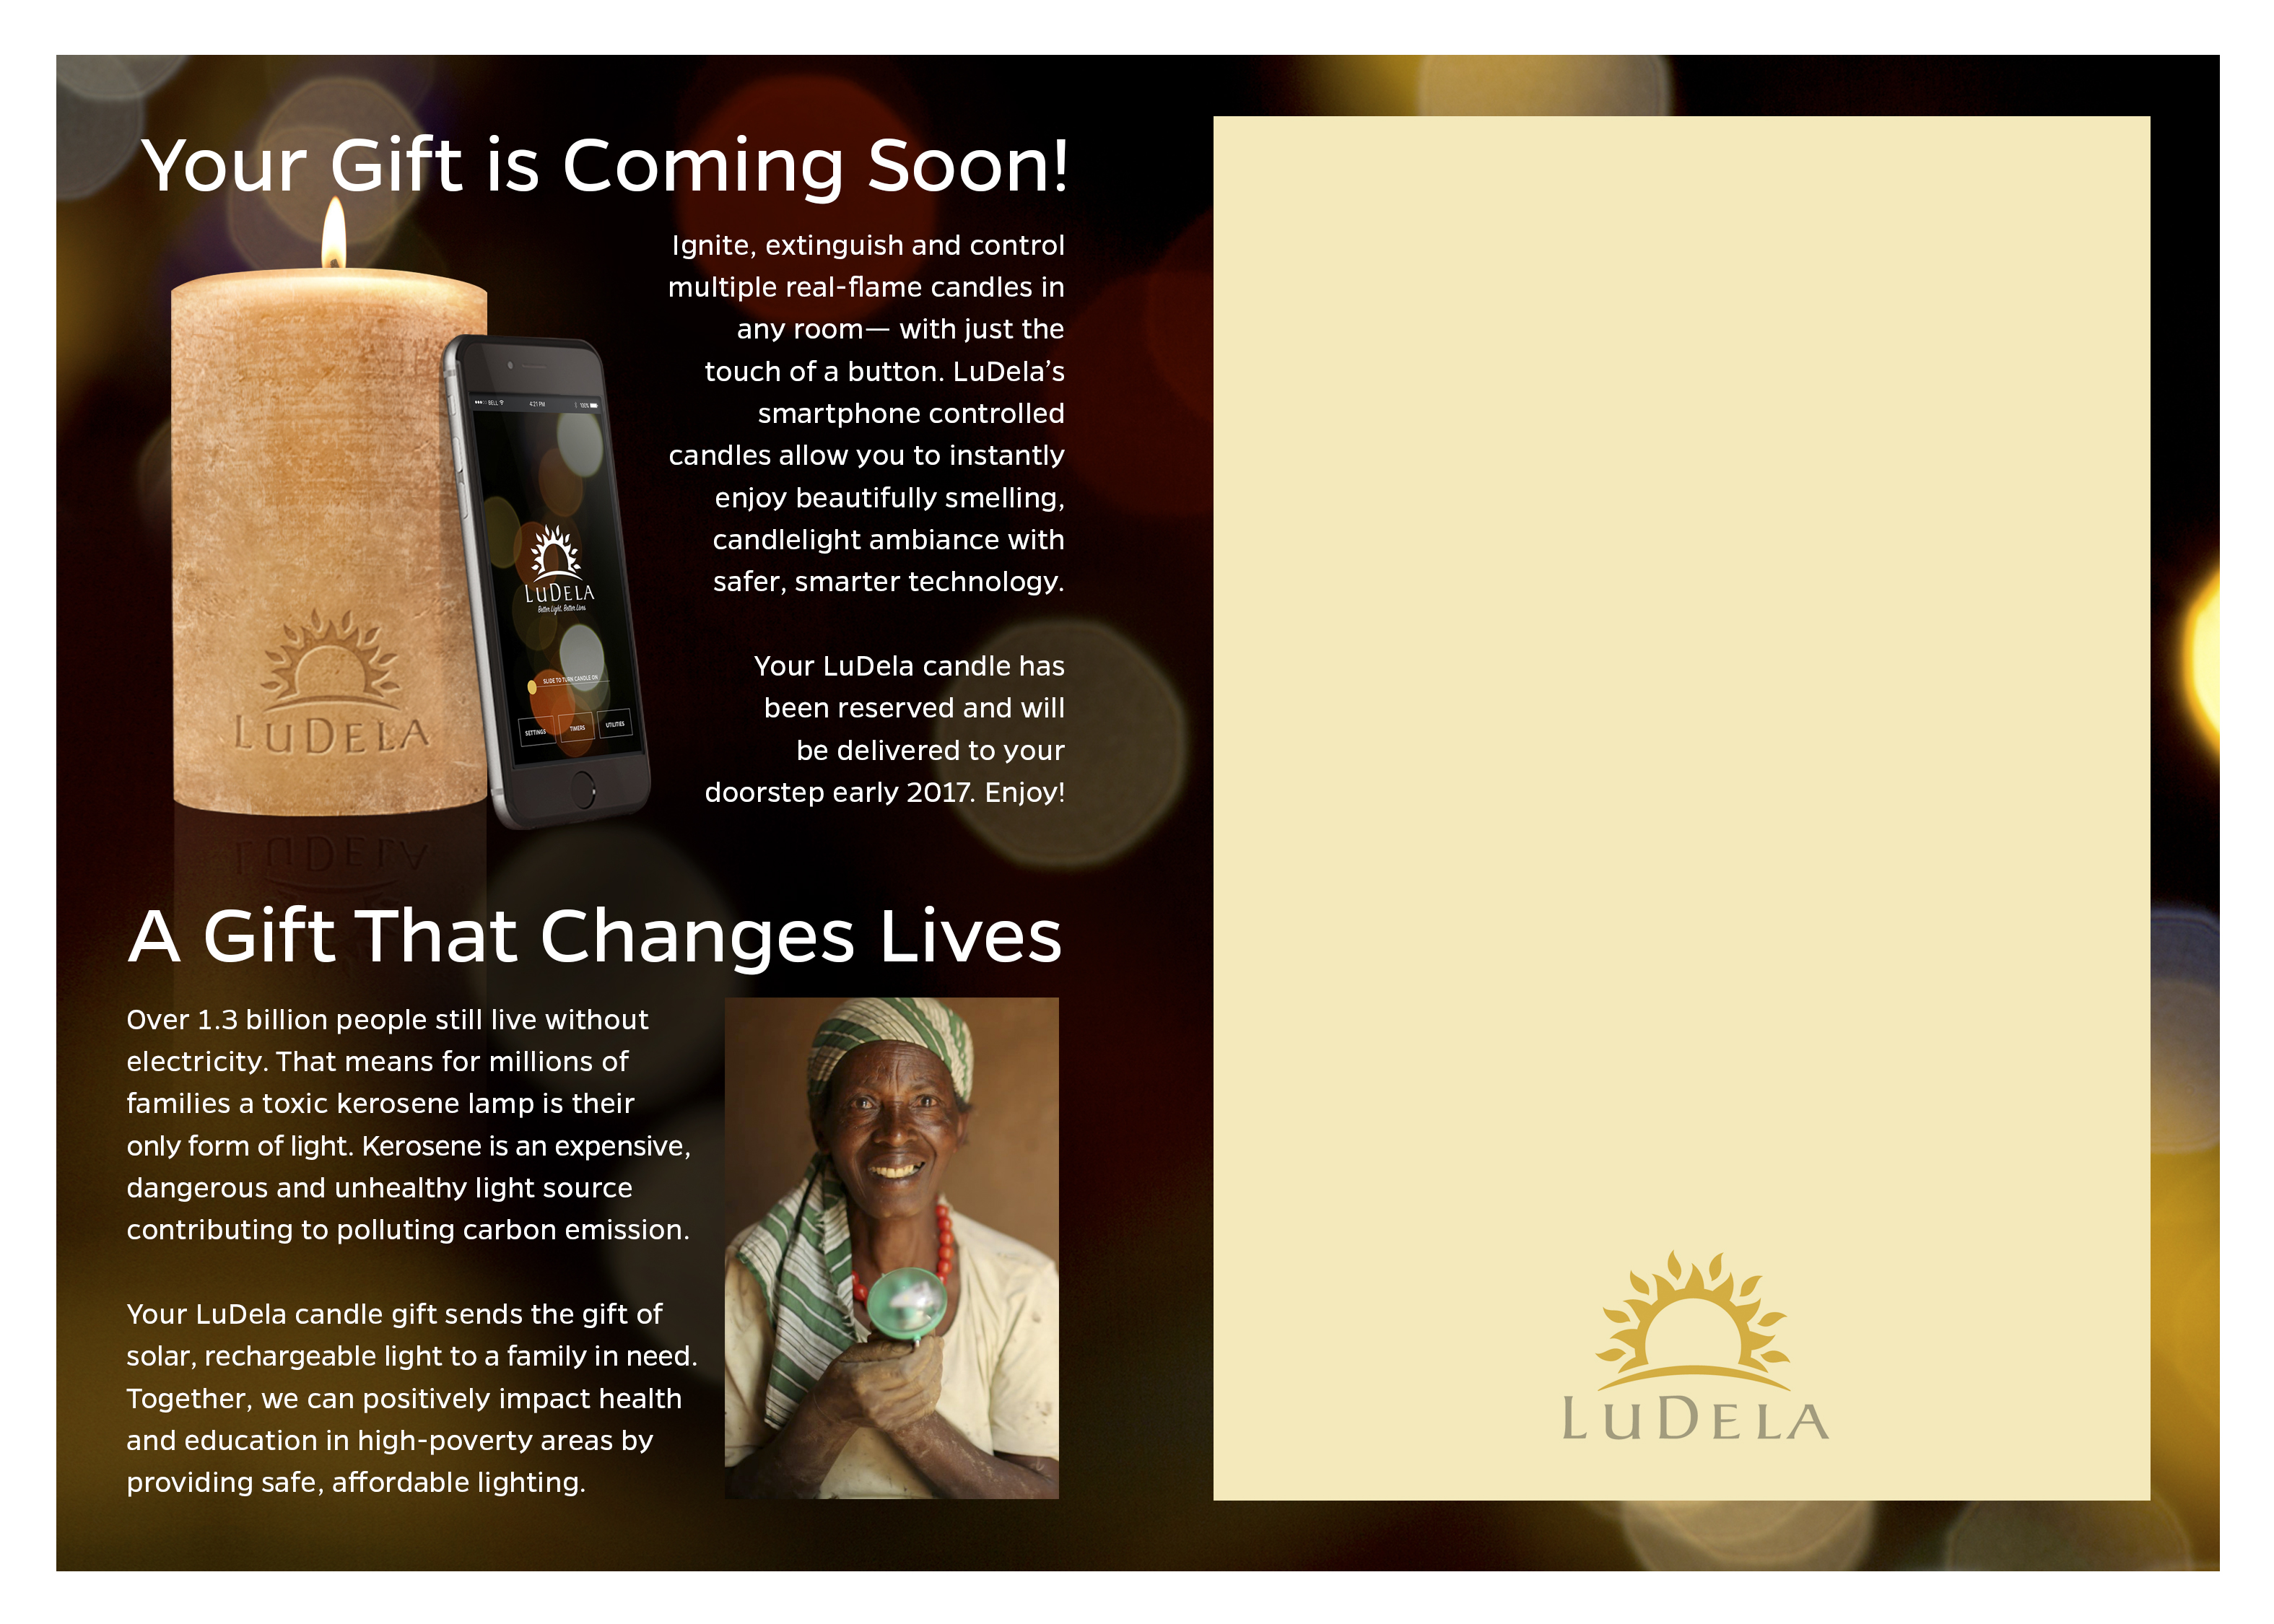 Your Gift is Coming Soon!
Ignite, extinguish and control
multiple real-flame candles in
any room— with just the
touch of a button. LuDela’s
smartphone controlled
candles allow you to instantly
enjoy beautifully smelling,
candlelight ambiance with
safer, smarter technology.
Your LuDela candle has
been reserved and will
be delivered to your
doorstep early 2017. Enjoy!
LUDELA
BELL 4:21 PM 100%
LUDELA
Better Light, Better Lives
SLIDE TO TURN CANDLE ON
SETTINGS TIMERS UTILITIES
A Gift That Changes Lives
Over 1.3 billion people still live without
electricity. That means for millions of
families a toxic kerosene lamp is their
only form of light. Kerosene is an expensive,
dangerous and unhealthy light source
contributing to polluting carbon emission.
Your LuDela candle gift sends the gift of
solar, rechargeable light to a family in need.
Together, we can positively impact health
and education in high-poverty areas by
providing safe, affordable lighting.
LUDELA